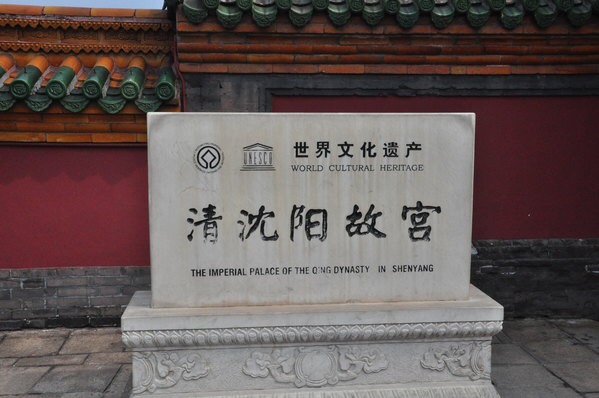 UNESCO
世界文化遗产
WORLD CULTURAL HERITAGE
清沈阳故宫
THE IMPERIAL PALACE OF THE QING DYNASTY IN SHENYANG